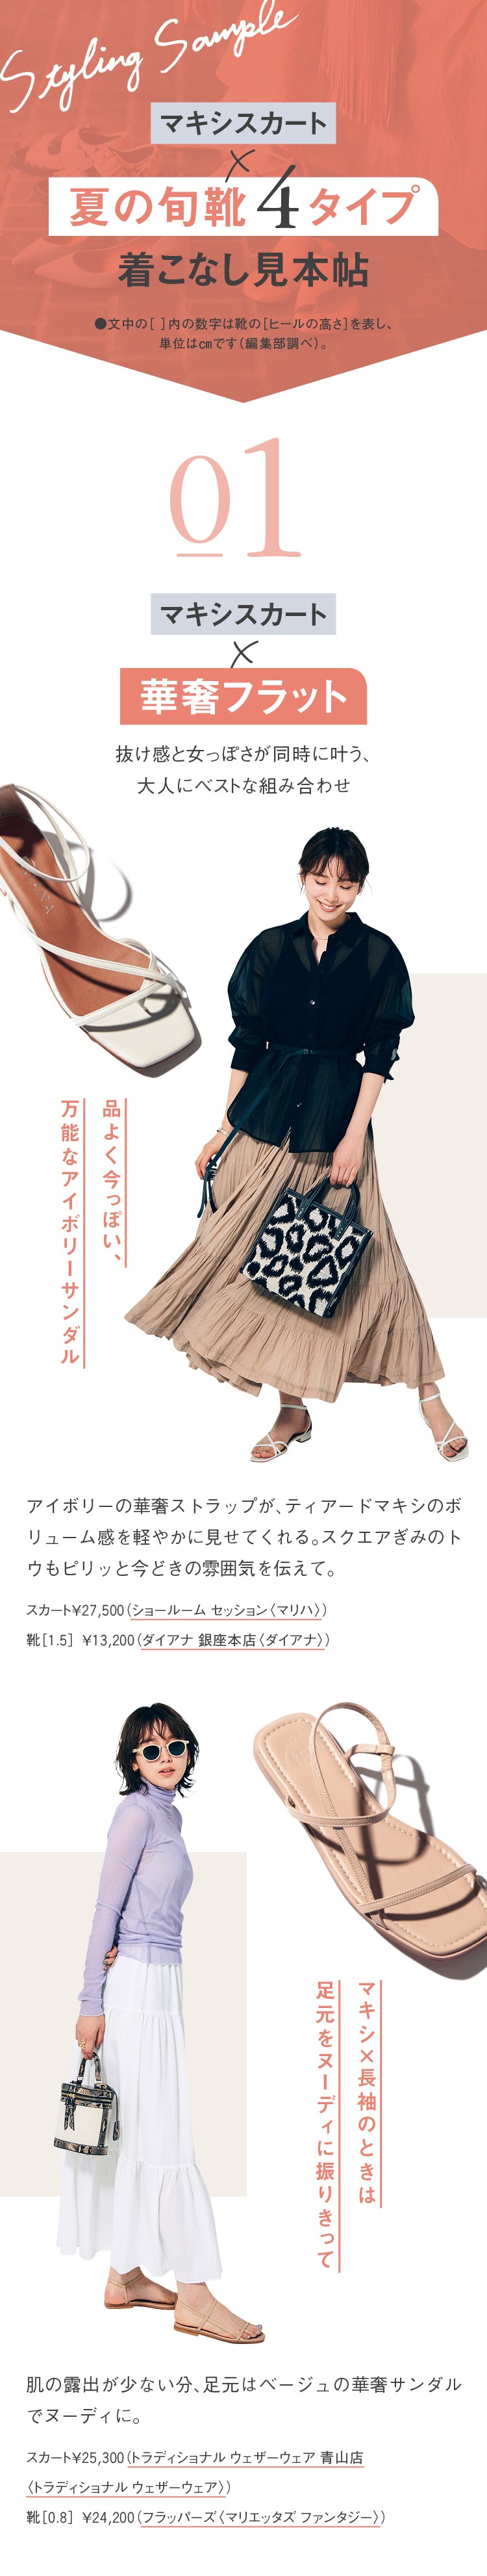 Styling Sample
マキシスカート
×
夏の旬靴4タイプ
着こなし見本帖
●文中の[ ]内の数字は靴の[ヒールの高さ]を表し、
単位は㎝です(編集部調べ)。
01
マキシスカート
×
華奢フラット
抜け感と女っぽさが同時に叶う、
大人にベストな組み合わせ
品よく今っぽい、
万能なアイボリーサンダル
アイボリーの華奢ストラップが、ティアードマキシのボ
リューム感を軽やかに見せてくれる。スクエアぎみのト
ウもピリッと今どきの雰囲気を伝えて。
スカート¥27,500(ショールーム セッション〈マリハ〉)
靴[1.5] ¥13,200(ダイアナ 銀座本店〈ダイアナ〉)
マキシ×長袖のときは
足元をヌーディに振りきって
肌の露出が少ない分、足元はベージュの華奢サンダル
でヌーディに。
スカート¥25,300(トラディショナル ウェザーウェア 青山店
〈トラディショナル ウェザーウェア〉)
靴[0.8] ¥24,200(フラッパーズ〈マリエッタズ ファンタジー〉)